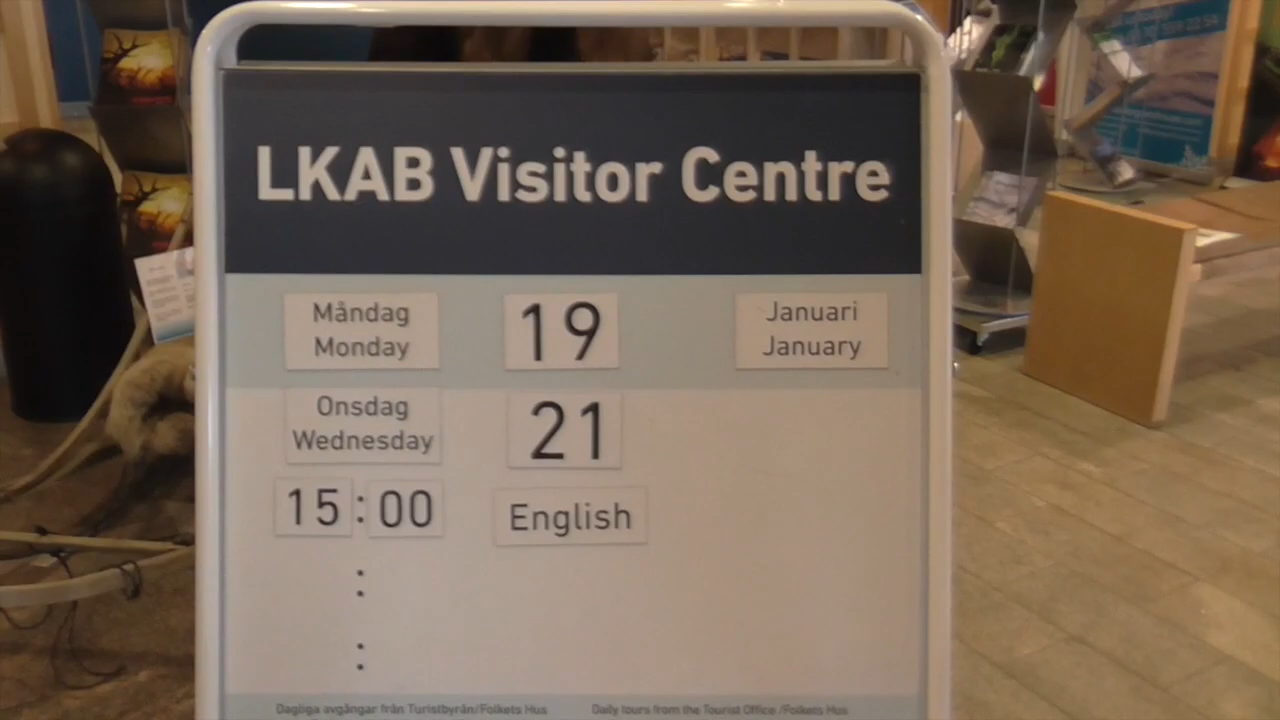 LKAB Visitor Centre
Måndag
Monday
19
Januari
January
Onsdag
Wednesday
21
15:00
English
:
:
Dagliga avgångar från Turistbyrån/Folkets Hus
Daily tours from the Tourist Office /Folkets Hus